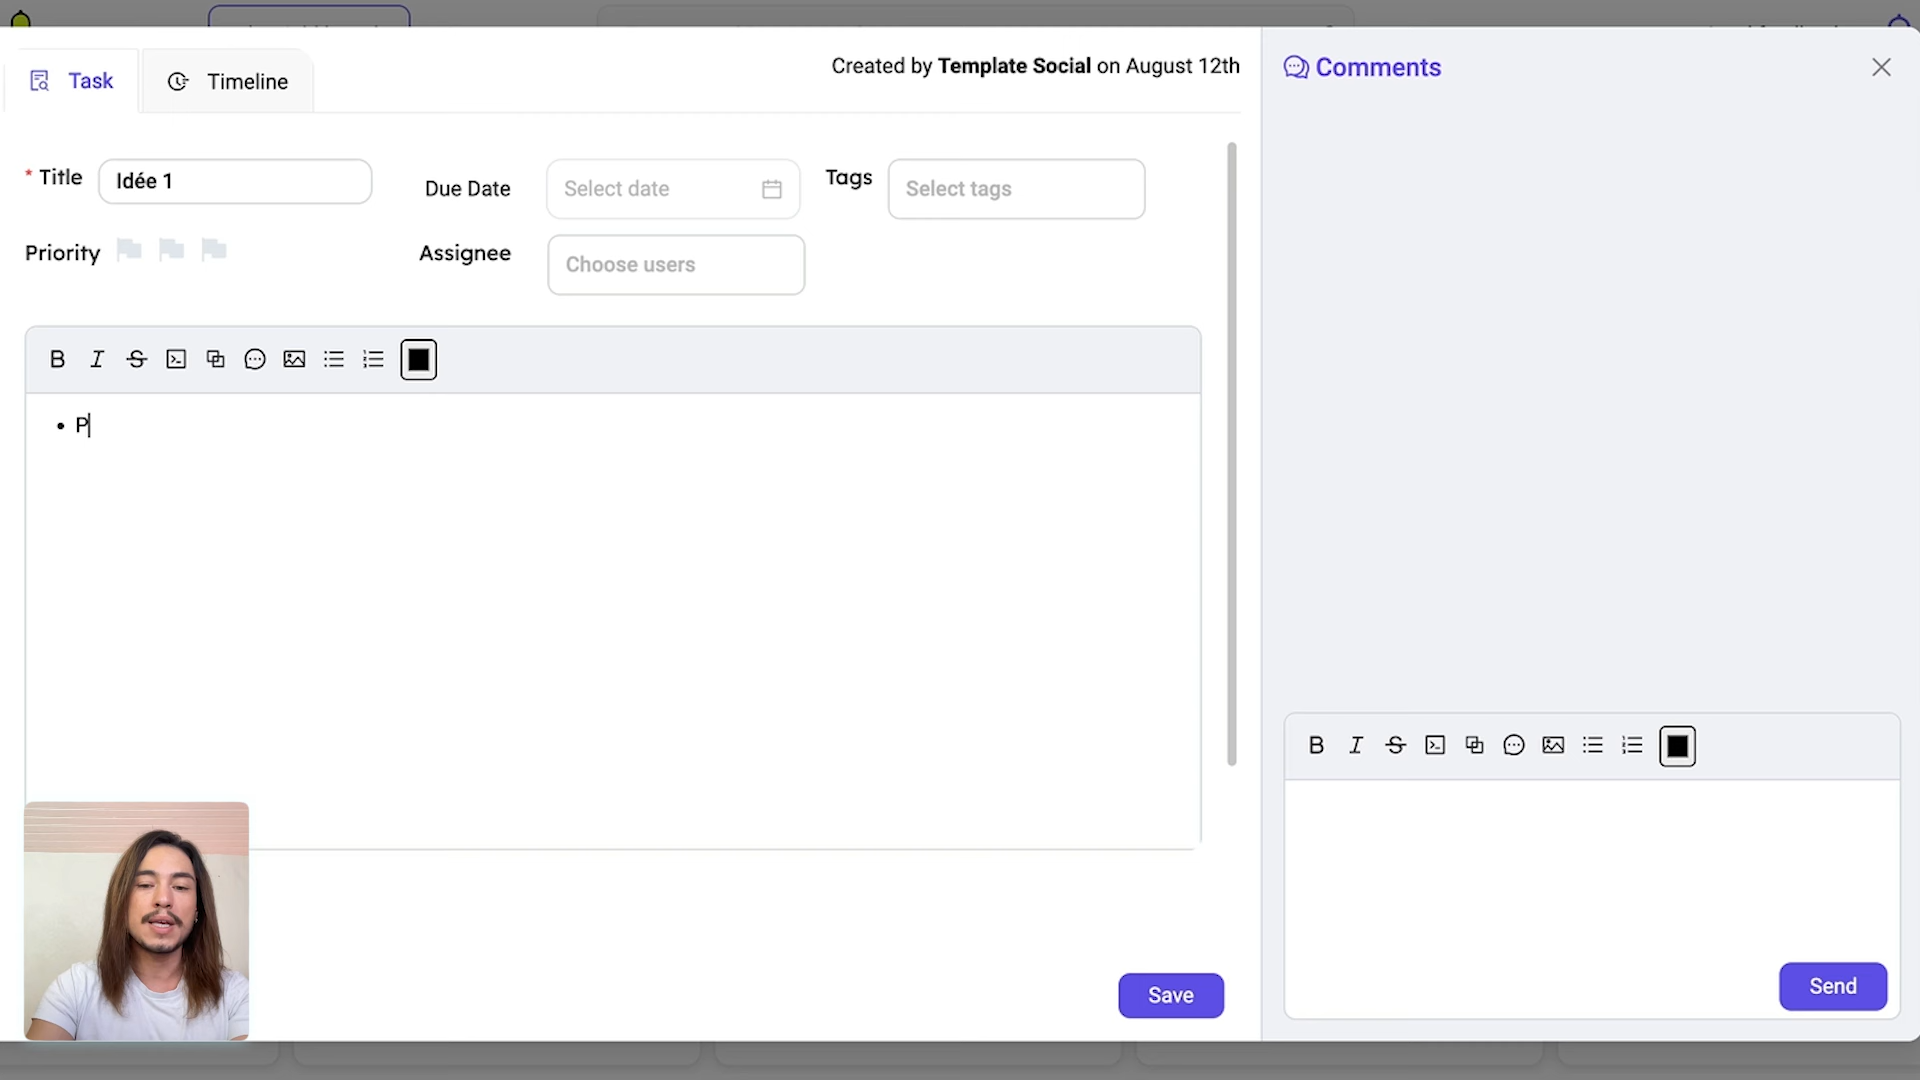 Task
Timeline
Created by Template Social on August 12th
Comments
* Title
Idée 1
Due Date
Select date
Tags
Select tags
Priority
Assignee
Choose users
• P
Save
Send